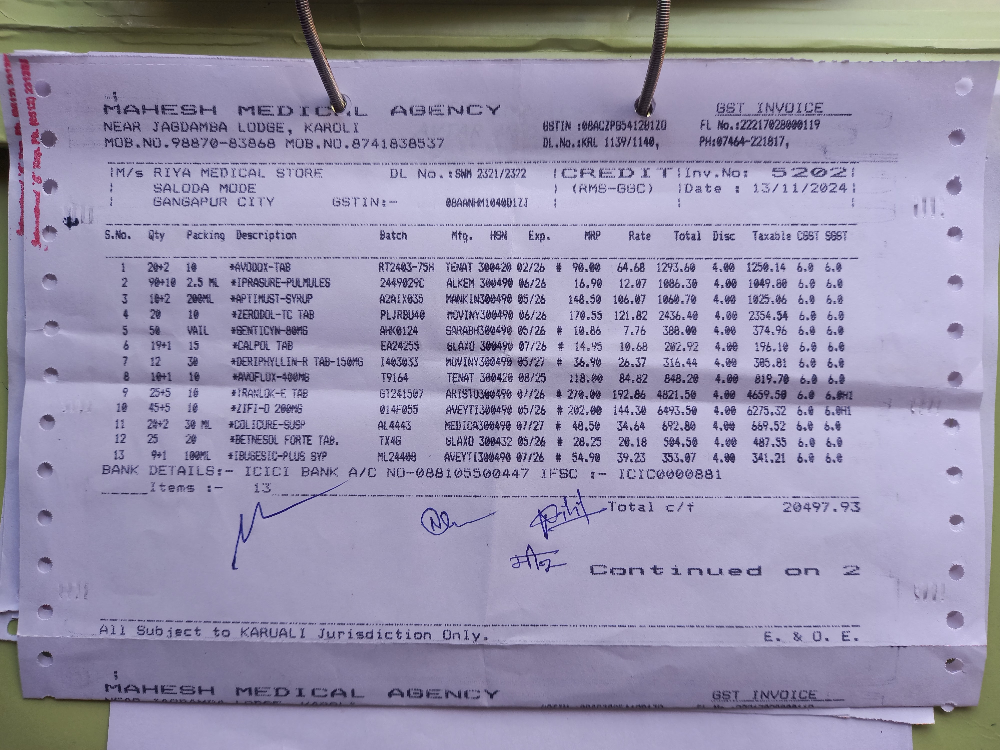 MAHESH MEDICAL AGENCY
GST INVOICE
NEAR JAGDAMBA LODGE, KAROLI
GSTIN :08ACZPG5412B1ZO FL No.:22217028000119
MOB.NO.98870-83868 MOB.NO.8741838537
DL.No.:KRL 1139/1140, PH:07464-221817,
M/s RIYA MEDICAL STORE DL No.:SWM 2321/2372 CREDIT Inv.No: 5202
SALODA MODE (RMS-GGC) Date : 13/11/2024
GANGAPUR CITY GSTIN:- 08AANHM1040D1ZJ
S.No. Qty Packing Description Batch Mfg. HSN Exp. MRP Rate Total Disc Taxable CGST SGST
1 20+2 10 *AVODOX-TAB RT2403-75H TENAT 300420 02/26 # 90.00 64.68 1293.60 4.00 1250.14 6.0 6.0
2 90+10 2.5 ML *IPRASURE-PULMULES 2449029C ALKEM 300490 06/26 16.90 12.07 1086.30 4.00 1049.80 6.0 6.0
3 10+2 200ML *APTIMUST-SYRUP A2AIX035 MANKIN300490 05/26 148.50 106.07 1060.70 4.00 1025.06 6.0 6.0
4 20 10 *ZERODOL-TC TAB PLJRBU40 MOVINY300490 06/26 170.55 121.82 2436.40 4.00 2354.54 6.0 6.0
5 50 VAIL *GENTICYN-80MG AHK0124 SARABH300490 05/26 # 10.86 7.76 388.00 4.00 374.96 6.0 6.0
6 19+1 15 *CALPOL TAB EA24255 GLAXO 300490 07/26 # 14.95 10.68 202.92 4.00 196.10 6.0 6.0
7 12 30 *DERIPHYLLIN-R TAB-150MG I403033 MOVINY300490 05/27 # 36.90 26.37 316.44 4.00 305.81 6.0 6.0
8 10+1 10 *AVOFLOX-400MG T9164 TENAT 300420 08/25 118.00 84.82 848.20 4.00 819.70 6.0 6.0
9 25+5 10 *TRANLOK-E TAB GT241507 ARISTO300490 07/26 # 270.00 192.86 4821.50 4.00 4659.50 6.0 6.0HI
10 45+5 10 *ZIFI-D 200MG 014F055 AVEYTI300490 05/26 # 202.00 144.30 6493.50 4.00 6275.32 6.0 6.0HI
11 20+2 30 ML *COLICURE-SUSP AL4443 MEDICA300490 07/27 # 48.50 34.64 692.80 4.00 669.52 6.0 6.0
12 25 20 *BETNESOL FORTE TAB. TX4G GLAXO 300432 05/26 # 28.25 20.18 504.50 4.00 487.55 6.0 6.0
13 9+1 100ML *IBUGESIC-PLUS SYP ML24408 AVEYTI300490 07/26 # 54.90 39.23 353.07 4.00 341.21 6.0 6.0
BANK DETAILS:- ICICI BANK A/C NO-088105500447 IFSC :- ICIC0000881
Items :- 13
Total c/f 20497.93
Continued on 2
All Subject to KARUALI Jurisdiction Only.
E. & O. E.
MAHESH MEDICAL AGENCY
GST INVOICE